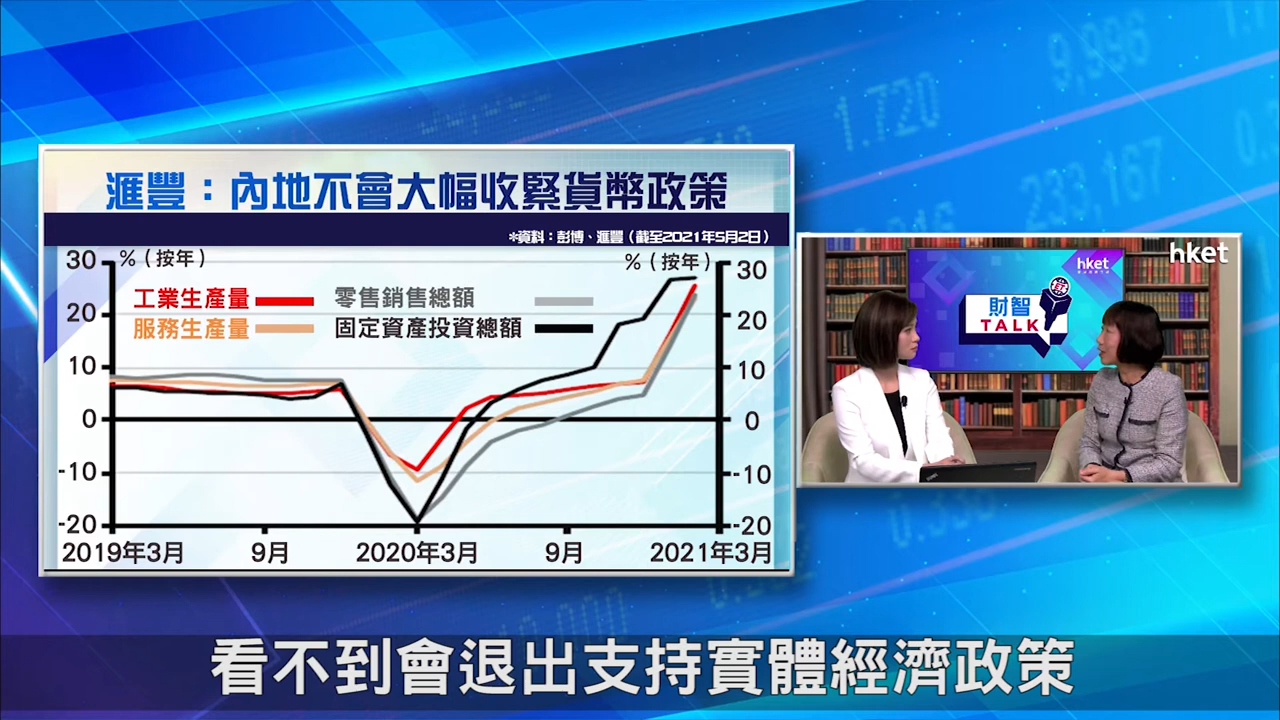 滙豐：內地不會大幅收緊貨幣政策
*資料：彭博、滙豐（截至2021年5月2日）
%（按年）
%（按年）
工業生產量
零售銷售總額
服務生產量
固定資產投資總額
30
20
10
0
-10
-20
30
20
10
0
-10
-20
2019年3月
9月
2020年3月
9月
2021年3月
hket
hket
財智
TALK
看不到會退出支持實體經濟政策
1.720
9,996
233,167